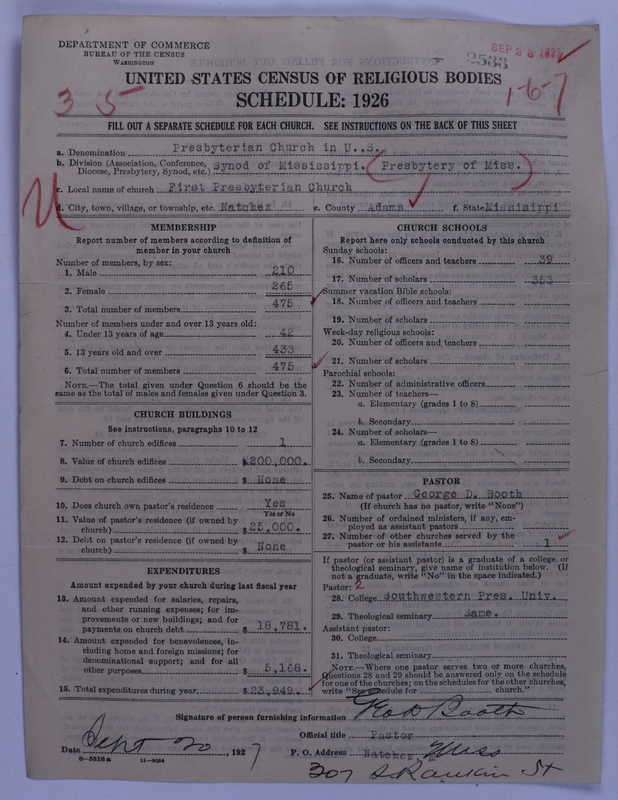 DEPARTMENT OF COMMERCE
BUREAU OF THE CENSUS
WASHINGTON
SEP 28 1927
2533
UNITED STATES CENSUS OF RELIGIOUS BODIES
SCHEDULE: 1926
3 5
1-6-7
FILL OUT A SEPARATE SCHEDULE FOR EACH CHURCH. SEE INSTRUCTIONS ON THE BACK OF THIS SHEET
a. Denomination Presbyterian Church in U..S.
b. Division (Association, Conference, Diocese, Presbytery, Synod, etc.) Synod of Mississippi. (Presbytery of Miss.)
c. Local name of church First Presbyterian Church
d. City, town, village, or township, etc. Natchez e. County Adams f. State Mississippi
MEMBERSHIP
Report number of members according to definition of
member in your church
Number of members, by sex:
1. Male 210
2. Female 265
3. Total number of members 475
Number of members under and over 13 years old:
4. Under 13 years of age 42
5. 13 years old and over 433
6. Total number of members 475
NOTE.—The total given under Question 6 should be the
same as the total of males and females given under Question 3.
CHURCH BUILDINGS
See instructions, paragraphs 10 to 12
7. Number of church edifices 1
8. Value of church edifices $200,000.
9. Debt on church edifices $ None
10. Does church own pastor's residence? Yes
Yes or No
11. Value of pastor's residence (if owned by
church) $25,000.
12. Debt on pastor's residence (if owned by
church) $ None
EXPENDITURES
Amount expended by your church during last fiscal year
13. Amount expended for salaries, repairs,
and other running expenses; for im-
provements or new buildings; and for
payments on church debt $ 18,781.
14. Amount expended for benevolences, in-
cluding home and foreign missions; for
denominational support; and for all
other purposes $ 5,168.
15. Total expenditures during year $23,949.
CHURCH SCHOOLS
Report here only schools conducted by this church
Sunday schools:
16. Number of officers and teachers 39
17. Number of scholars 353
Summer vacation Bible schools:
18. Number of officers and teachers
19. Number of scholars
Week-day religious schools:
20. Number of officers and teachers
21. Number of scholars
Parochial schools:
22. Number of administrative officers
23. Number of teachers—
a. Elementary (grades 1 to 8)
b. Secondary
24. Number of scholars—
a. Elementary (grades 1 to 8)
b. Secondary
PASTOR
25. Name of pastor George D. Booth
(If church has no pastor, write "None")
26. Number of ordained ministers, if any, em-
ployed as assistant pastors
27. Number of other churches served by the
pastor or his assistants 1
If pastor (or assistant pastor) is a graduate of a college or
theological seminary, give name of institution below. (If
not a graduate, write "No" in the space indicated.)
Pastor: 2
28. College Southwestern Pres. Univ.
29. Theological seminary Same.
Assistant pastor:
30. College
31. Theological seminary
NOTE.—Where one pastor serves two or more churches,
Questions 28 and 29 should be answered only on the schedule
for one of the churches; on the schedules for the other churches,
write "See schedule for church."
Signature of person furnishing information Geo D Booth
Official title Pastor
Date Sept 20, 1927 P. O. Address Natchez, Miss
8-5518a 11-9034
307 S Rankin St